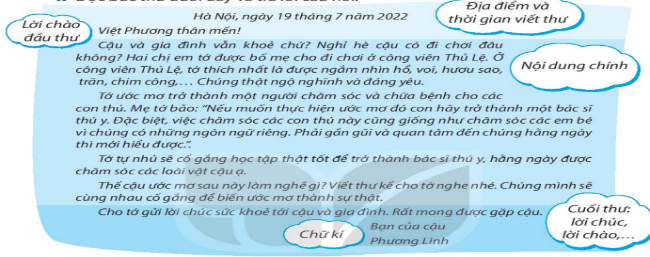 Địa điểm và
thời gian viết thư
Hà Nội, ngày 19 tháng 7 năm 2022
Lời chào
đầu thư
Việt Phương thân mến!
Cậu và gia đình vẫn khoẻ chứ? Nghỉ hè cậu có đi chơi đâu
không? Hai chị em tớ được bố mẹ cho đi chơi ở công viên Thủ Lệ. Ở
công viên Thủ Lệ, tớ thích nhất là được ngắm nhìn hổ, voi, hươu sao,
trăn, chim công,... Chúng thật ngộ nghĩnh và đáng yêu.
Nội dung chính
Tớ ước mơ trở thành một người chăm sóc và chữa bệnh cho các
con thú. Mẹ tớ bảo: "Nếu muốn thực hiện ước mơ đó con hãy trở thành một bác sĩ
thú y. Đặc biệt, việc chăm sóc các con thú này cũng giống như chăm sóc các em bé
vì chúng có những ngôn ngữ riêng. Phải gần gũi và quan tâm đến chúng hằng ngày
thì mới hiểu được.".
Tớ tự nhủ sẽ cố gắng học tập thật tốt để trở thành bác sĩ thú y, hằng ngày được
chăm sóc các loài vật cậu ạ.
Thế cậu ước mơ sau này làm nghề gì? Viết thư kể cho tớ nghe nhé. Chúng mình sẽ
cùng nhau cố gắng để biến ước mơ thành sự thật.
Cho tớ gửi lời chúc sức khoẻ tới cậu và gia đình. Rất mong được gặp cậu.
Cuối thư:
lời chúc,
lời chào,...
Chữ kí
Bạn của cậu
Phương Linh